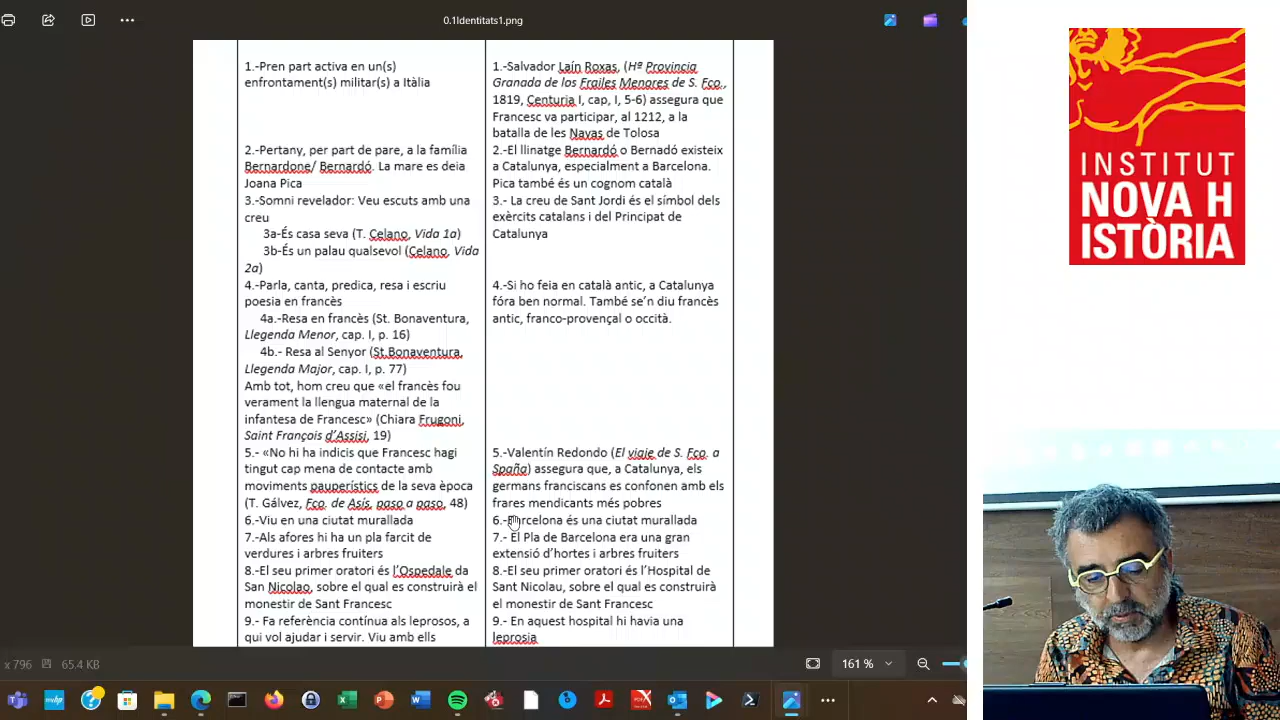 0.1Identitats1.png
1.-Pren part activa en un(s)
enfrontament(s) militar(s) a Itàlia
2.-Pertany, per part de pare, a la família
Bernardone/ Bernardó. La mare es deia
Joana Pica
3.-Somni revelador: Veu escuts amb una
creu
3a-És casa seva (T. Celano, Vida 1a)
3b-És un palau qualsevol (Celano, Vida
2a)
4.-Parla, canta, predica, resa i escriu
poesia en francès
4a.-Resa en francès (St. Bonaventura,
Llegenda Menor, cap. I, p. 16)
4b.- Resa al Senyor (St.Bonaventura,
Llegenda Major, cap. I, p. 77)
Amb tot, hom creu que «el francès fou
verament la llengua maternal de la
infantesa de Francesc» (Chiara Frugoni,
Saint François d’Assisi, 19)
5.- «No hi ha indicis que Francesc hagi
tingut cap mena de contacte amb
moviments pauperístics de la seva època
(T. Gálvez, Fco. de Asís, paso a paso, 48)
6.-Viu en una ciutat murallada
7.-Als afores hi ha un pla farcit de
verdures i arbres fruiters
8.-El seu primer oratori és l’Ospedale da
San Nicolao, sobre el qual es construirà el
monestir de Sant Francesc
9.- Fa referència contínua als leprosos, a
qui vol ajudar i servir. Viu amb ells
1.-Salvador Laín Roxas, (Hª Provincia
Granada de los Frailes Menores de S. Fco.,
1819, Centuria I, cap, I, 5-6) assegura que
Francesc va participar, al 1212, a la
batalla de les Navas de Tolosa
2.-El llinatge Bernardó o Bernadó existeix
a Catalunya, especialment a Barcelona.
Pica també és un cognom català
3.- La creu de Sant Jordi és el símbol dels
exèrcits catalans i del Principat de
Catalunya
4.-Si ho feia en català antic, a Catalunya
fóra ben normal. També se’n diu francès
antic, franco-provençal o occità.
5.-Valentín Redondo (El viaje de S. Fco. a
Spaña) assegura que, a Catalunya, els
germans franciscans es confonen amb els
frares mendicants més pobres
6.-Barcelona és una ciutat murallada
7.- El Pla de Barcelona era una gran
extensió d’hortes i arbres fruiters
8.-El seu primer oratori és l’Hospital de
Sant Nicolau, sobre el qual es construirà
el monestir de Sant Francesc
9.- En aquest hospital hi havia una
leprosia
x 796 65.4 KB
161 %
INSTITUT
NOVA H
ISTÒRIA